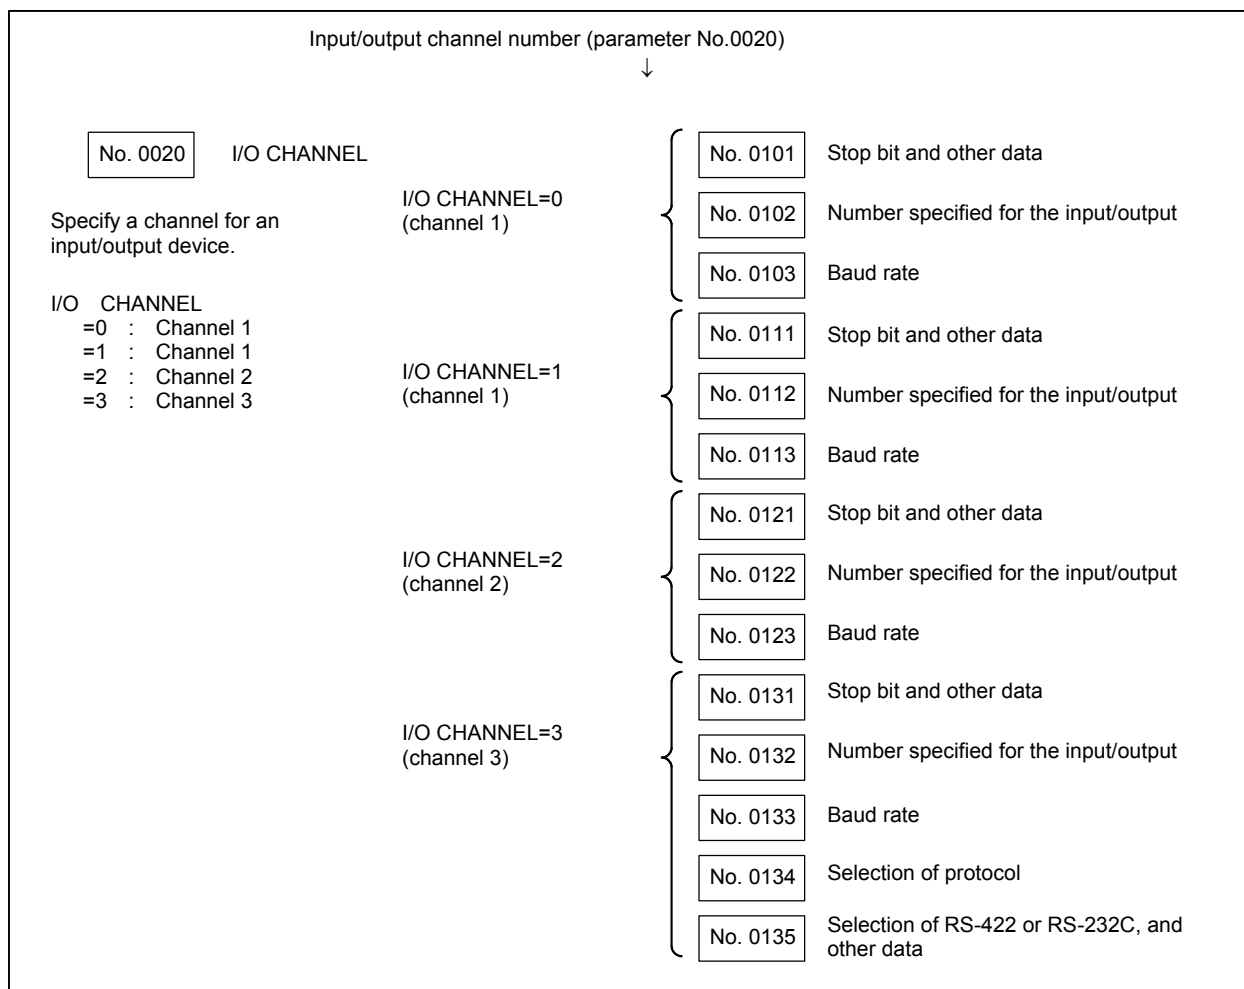 Input/output channel number (parameter No.0020)
↓
No. 0020 I/O CHANNEL
Specify a channel for an
input/output device.
I/O CHANNEL
=0 : Channel 1
=1 : Channel 1
=2 : Channel 2
=3 : Channel 3
I/O CHANNEL=0
(channel 1)
No. 0101 Stop bit and other data
No. 0102 Number specified for the input/output
No. 0103 Baud rate
I/O CHANNEL=1
(channel 1)
No. 0111 Stop bit and other data
No. 0112 Number specified for the input/output
No. 0113 Baud rate
I/O CHANNEL=2
(channel 2)
No. 0121 Stop bit and other data
No. 0122 Number specified for the input/output
No. 0123 Baud rate
I/O CHANNEL=3
(channel 3)
No. 0131 Stop bit and other data
No. 0132 Number specified for the input/output
No. 0133 Baud rate
No. 0134 Selection of protocol
No. 0135 Selection of RS-422 or RS-232C, and
other data